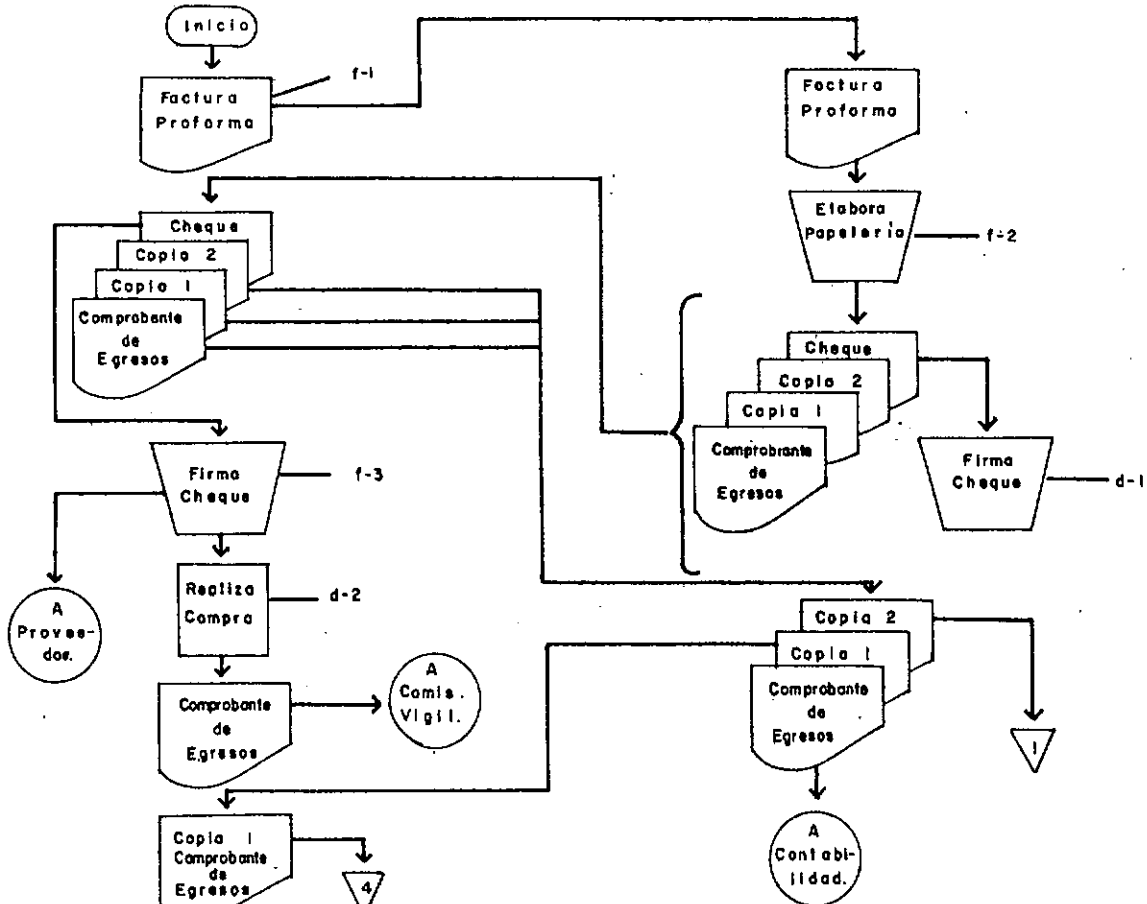 Inicio
f-1
Factura
Proforma
Factura
Proforma
Elabora
Papelería
f-2
Cheque
Copia 2
Copia 1
Comprobante
de
Egresos
Cheque
Copia 2
Copia 1
Comprobrante
de
Egresos
Firma
Cheque
d-1
Firma
Cheque
f-3
A
Provee-
dor.
Realiza
Compra
d-2
A
Comis.
Vigil.
Comprobante
de
Egresos
Copia 2
Copia 1
Comprobante
de
Egresos
1
A
Contabi-
lidad.
Copia 1
Comprobante
de
Egresos
4